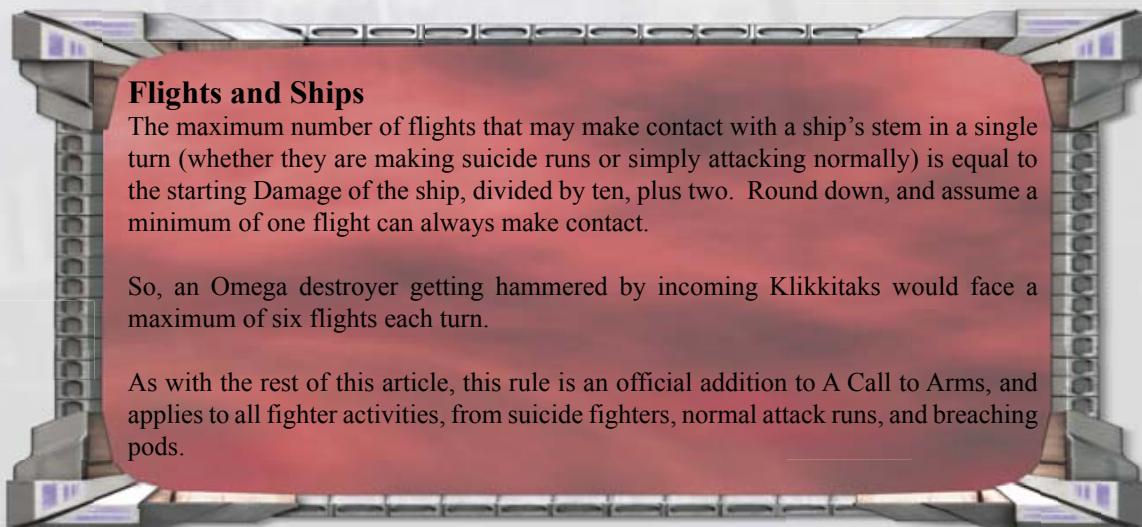 Flights and Ships
The maximum number of flights that may make contact with a ship's stem in a single
turn (whether they are making suicide runs or simply attacking normally) is equal to
the starting Damage of the ship, divided by ten, plus two. Round down, and assume a
minimum of one flight can always make contact.
So, an Omega destroyer getting hammered by incoming Klikkitaks would face a
maximum of six flights each turn.
As with the rest of this article, this rule is an official addition to A Call to Arms, and
applies to all fighter activities, from suicide fighters, normal attack runs, and breaching
pods.